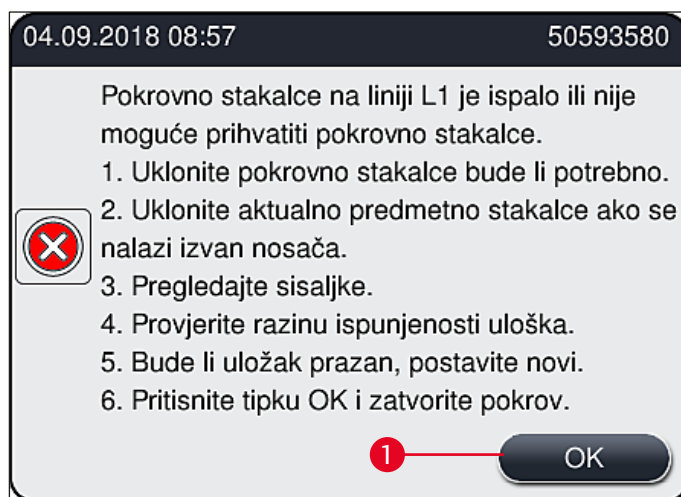 04.09.2018 08:57 50593580
Pokrovno stakalce na liniji L1 je ispalo ili nije
moguće prihvatiti pokrovno stakalce.
1. Uklonite pokrovno stakalce bude li potrebno.
2. Uklonite aktualno predmetno stakalce ako se
nalazi izvan nosača.
3. Pregledajte sisaljke.
4. Provjerite razinu ispunjenosti uloška.
5. Bude li uložak prazan, postavite novi.
6. Pritisnite tipku OK i zatvorite pokrov.
1
OK